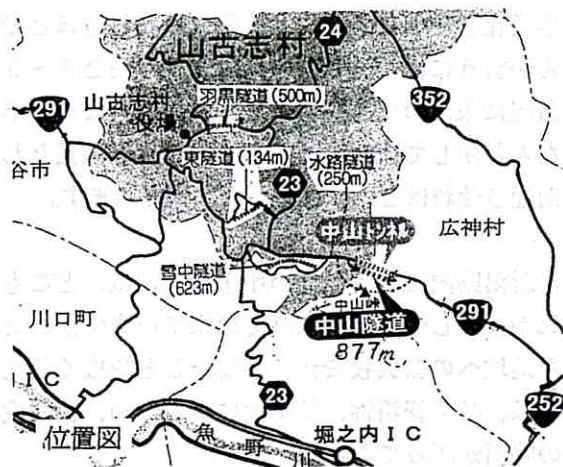 山古志村
24
羽黒隧道(500m)
352
291
山古志村
役場
東隧道(134m)
水路隧道
(250m)
谷市
23
中山トンネル
広神村
雪中隧道
(623m)
中山峠
川口町
中山隧道
877m
291
IC
23
252
位置図
魚野川
堀之内IC